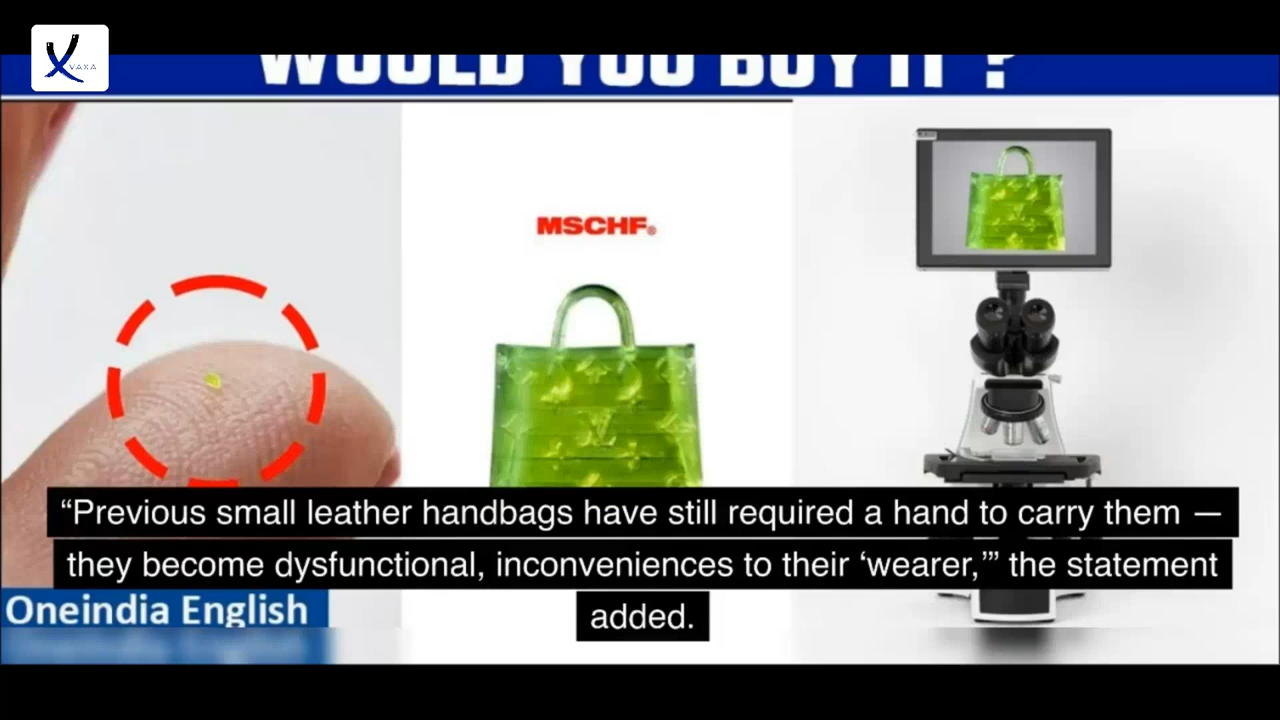 WOULD YOU BUY IT ?
VAXA
MSCHF®
“Previous small leather handbags have still required a hand to carry them —
they become dysfunctional, inconveniences to their ‘wearer,’” the statement
added.
Oneindia English